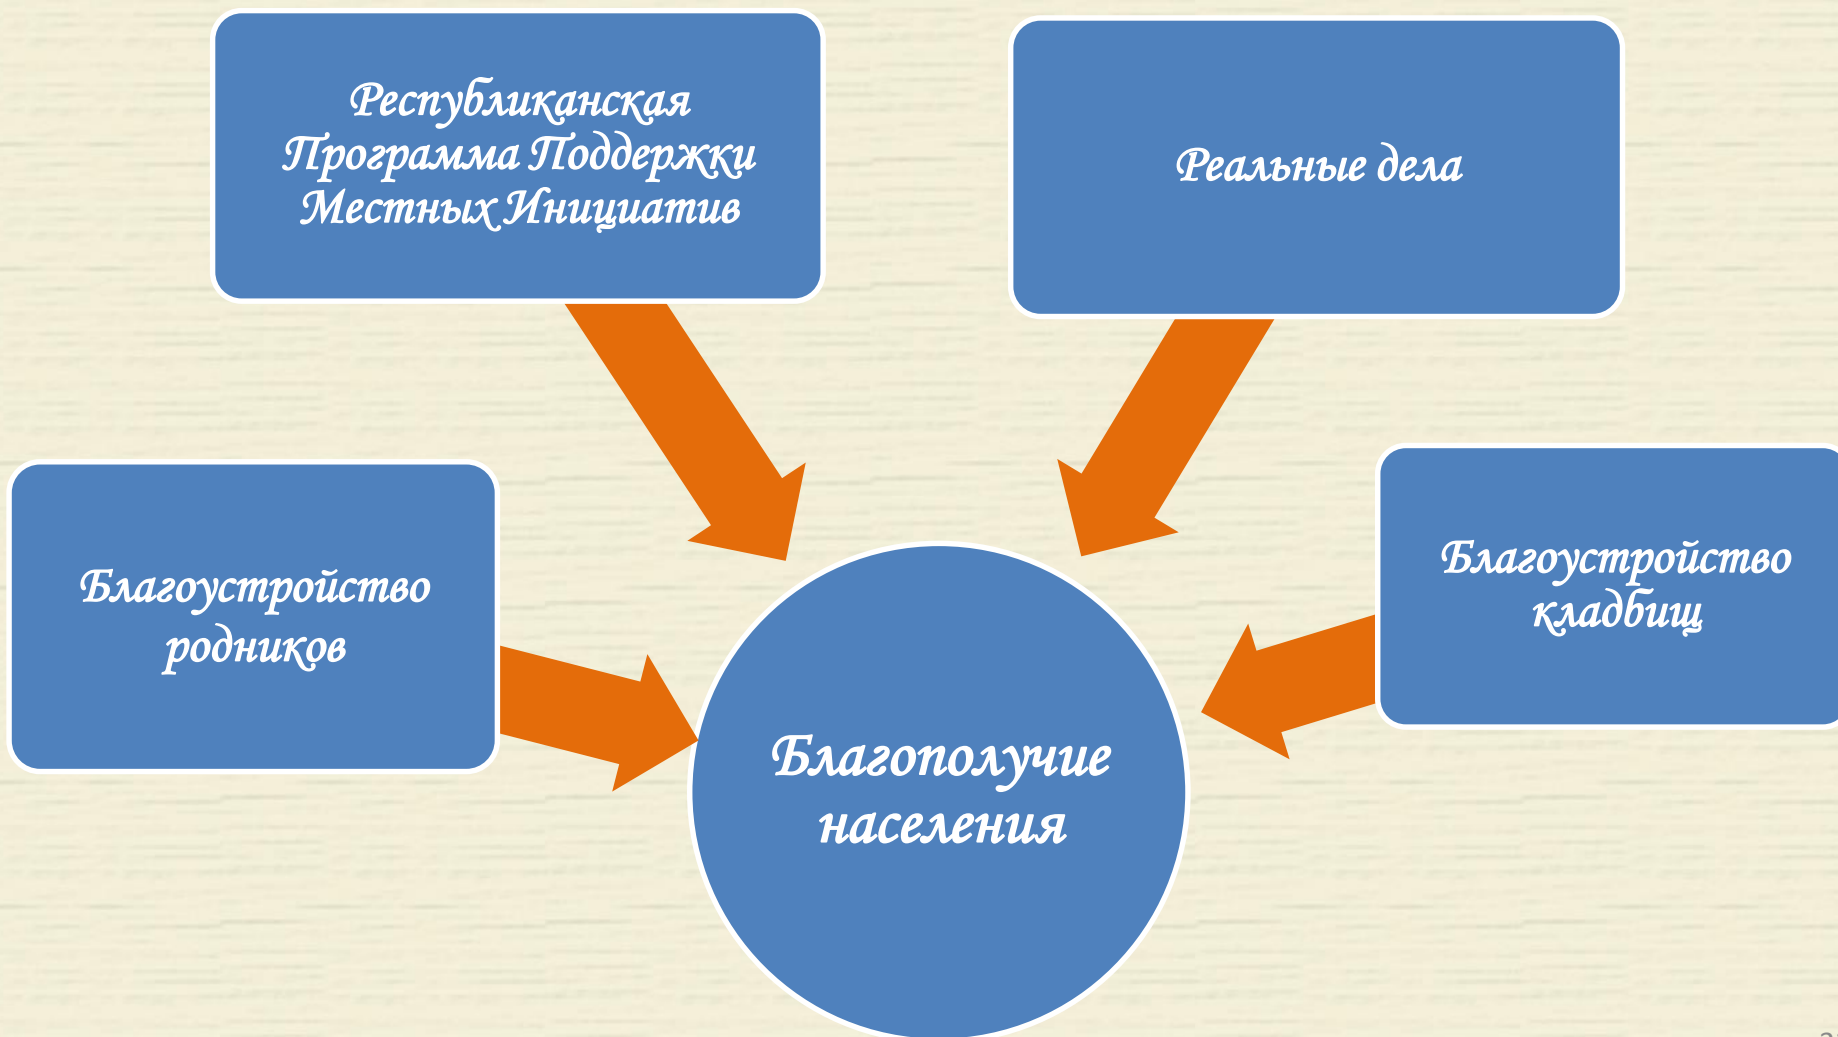 Республиканская
Программа Поддержки
Местных Инициатив
Реальные дела
Благоустройство
родников
Благоустройство
кладбищ
Благополучие
населения